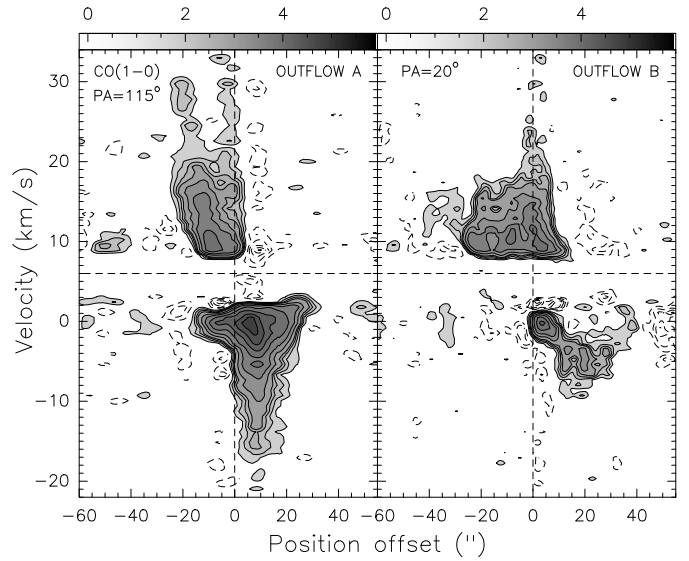 0 2 4 0 2 4
CO(1−0) OUTFLOW A PA=20° OUTFLOW B
PA=115°
30
20
10
0
−10
−20
Velocity (km/s)
−60 −40 −20 0 20 40 −60 −40 −20 0 20 40
Position offset (")